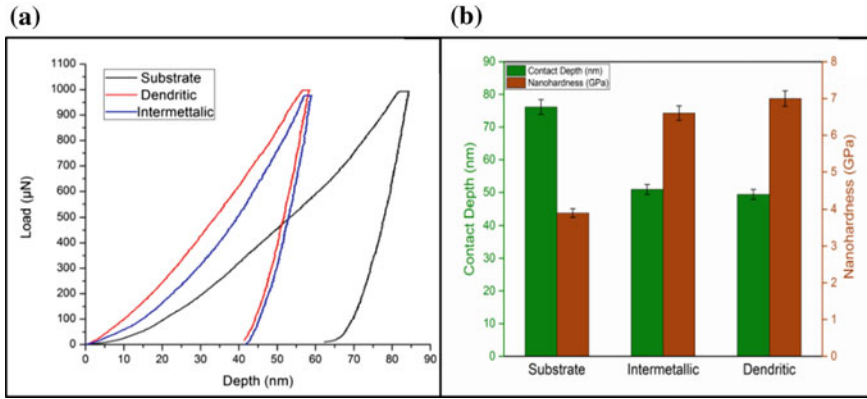 (a)
(b)
Substrate
Dendritic
Intermettalic
Load (µN)
1100
1000
900
800
700
600
500
400
300
200
100
0
0 10 20 30 40 50 60 70 80 90
Depth (nm)
Contact Depth (nm)
Nanohardness (GPa)
Contact Depth (nm)
90
80
70
60
50
40
30
20
10
0
Substrate Intermetallic Dendritic
8
7
6
5
4
3
2
1
0
Nanohardness (GPa)